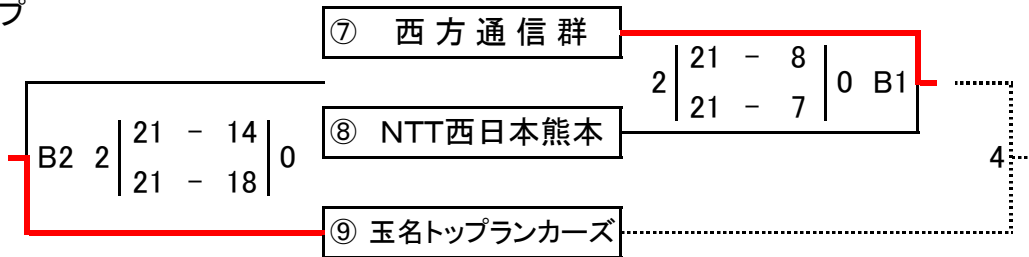 プ
⑦ 西方通信群
2 21 - 8 0 B1
21 - 7
⑧ NTT西日本熊本
B2 2 21 - 14 0
21 - 18
4
⑨ 玉名トップランカーズ